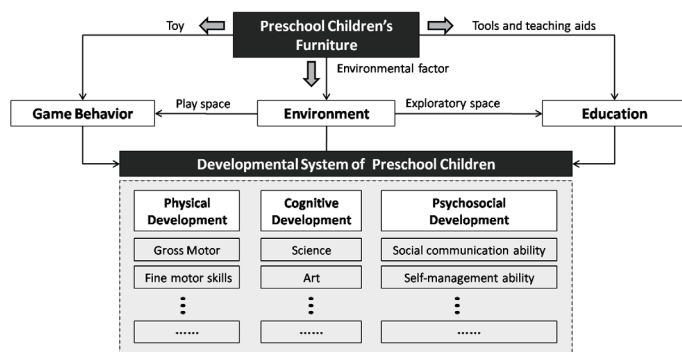 Toy
Preschool Children's
Furniture
Tools and teaching aids
Environmental factor
Game Behavior
Play space
Environment
Exploratory space
Education
Developmental System of Preschool Children
Physical
Development
Cognitive
Development
Psychosocial
Development
Gross Motor
Science
Social communication ability
Fine motor skills
Art
Self-management ability
......
......
......